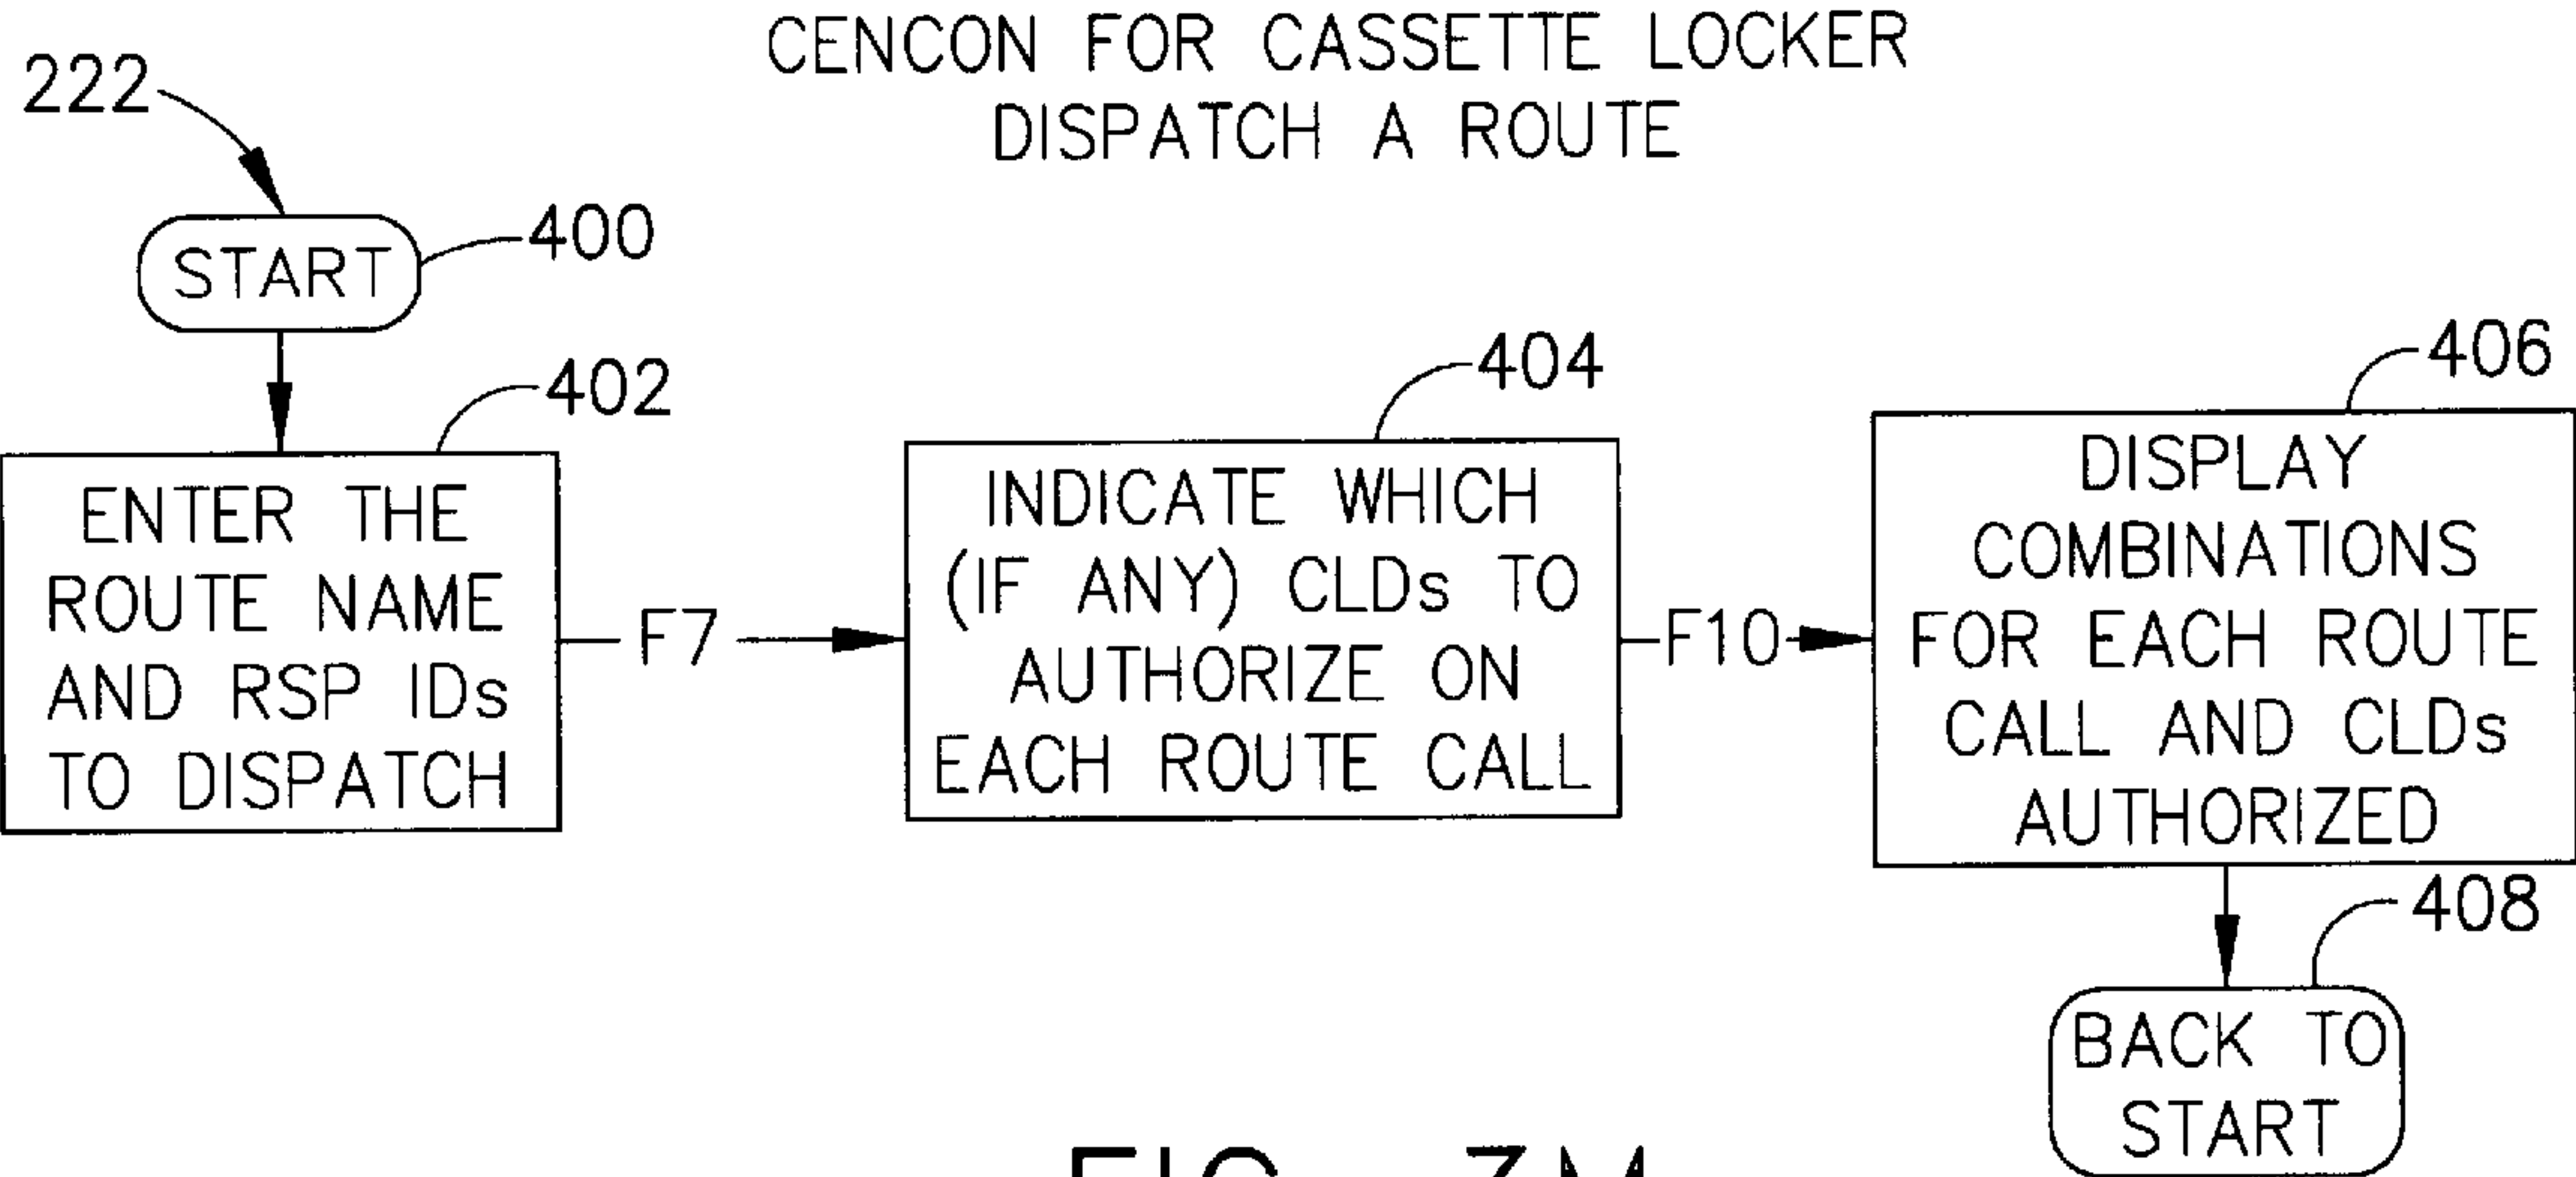 CENCON FOR CASSETTE LOCKER
DISPATCH A ROUTE
222
START
400
402
ENTER THE
ROUTE NAME
AND RSP IDs
TO DISPATCH
F7
404
INDICATE WHICH
(IF ANY) CLDs TO
AUTHORIZE ON
EACH ROUTE CALL
F10
406
DISPLAY
COMBINATIONS
FOR EACH ROUTE
CALL AND CLDs
AUTHORIZED
408
BACK TO
START